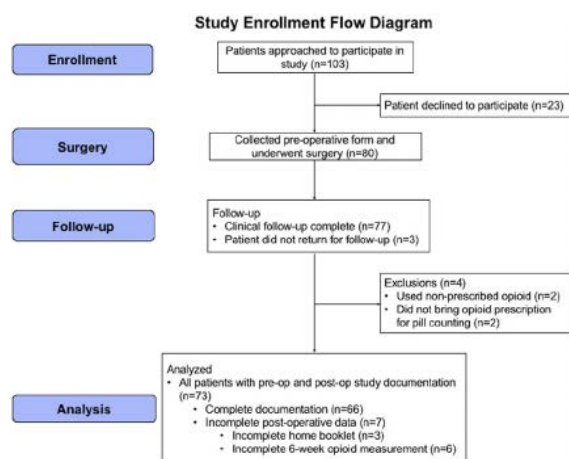 Study Enrollment Flow Diagram
Enrollment
Patients approached to participate in
study (n=103)
Patient declined to participate (n=23)
Surgery
Collected pre-operative form and
underwent surgery (n=80)
Follow-up
Follow-up
• Clinical follow-up complete (n=77)
• Patient did not return for follow-up (n=3)
Exclusions (n=4)
• Used non-prescribed opioid (n=2)
• Did not bring opioid prescription
for pill counting (n=2)
Analysis
Analyzed
• All patients with pre-op and post-op study documentation
(n=73)
• Complete documentation (n=66)
• Incomplete post-operative data (n=7)
• Incomplete home booklet (n=3)
• Incomplete 6-week opioid measurement (n=6)